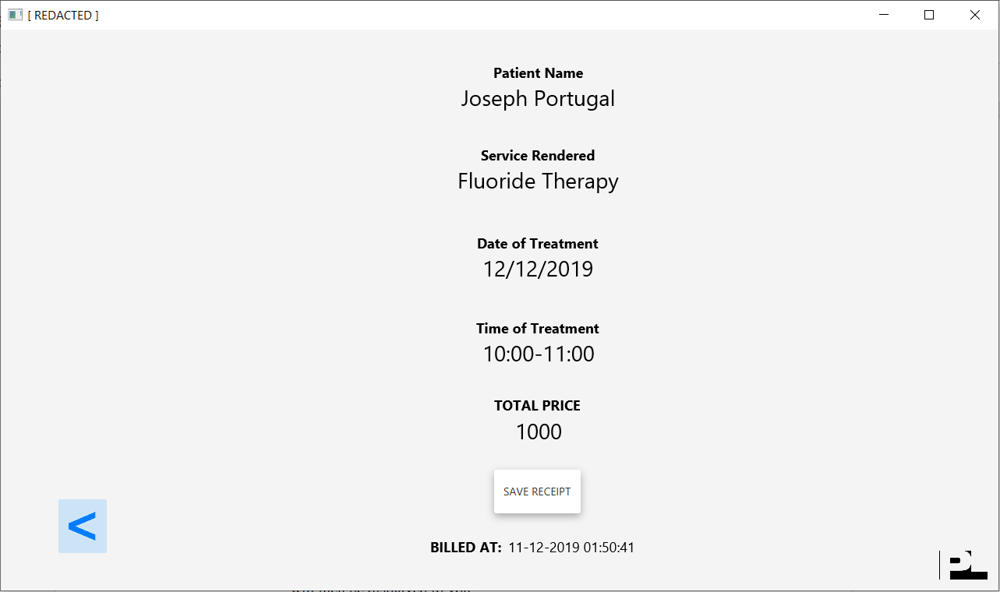 [ REDACTED ]
Patient Name
Joseph Portugal
Service Rendered
Fluoride Therapy
Date of Treatment
12/12/2019
Time of Treatment
10:00-11:00
TOTAL PRICE
1000
SAVE RECEIPT
<
BILLED AT: 11-12-2019 01:50:41